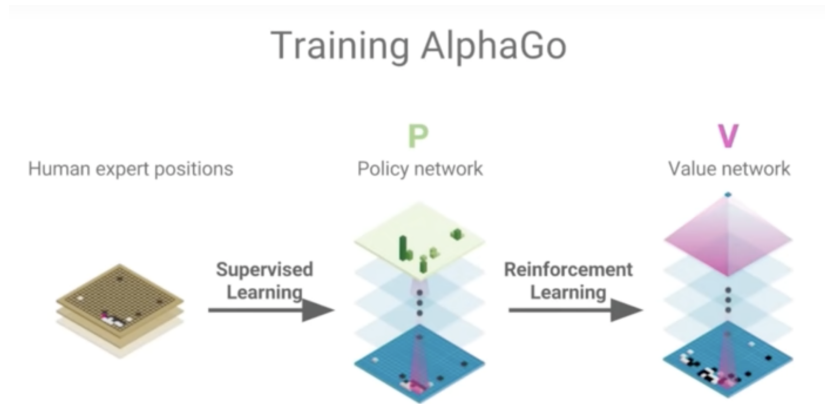 Training AlphaGo
P
V
Human expert positions
Policy network
Value network
Supervised
Learning
Reinforcement
Learning